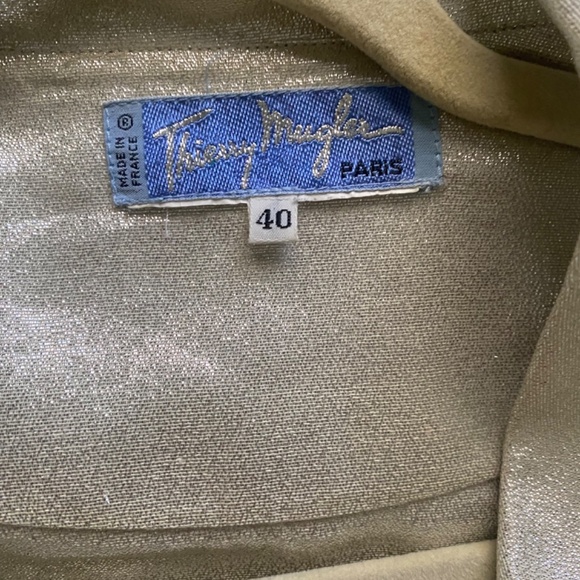 MADE IN
FRANCE
®
Thierry Mugler
PARIS
40